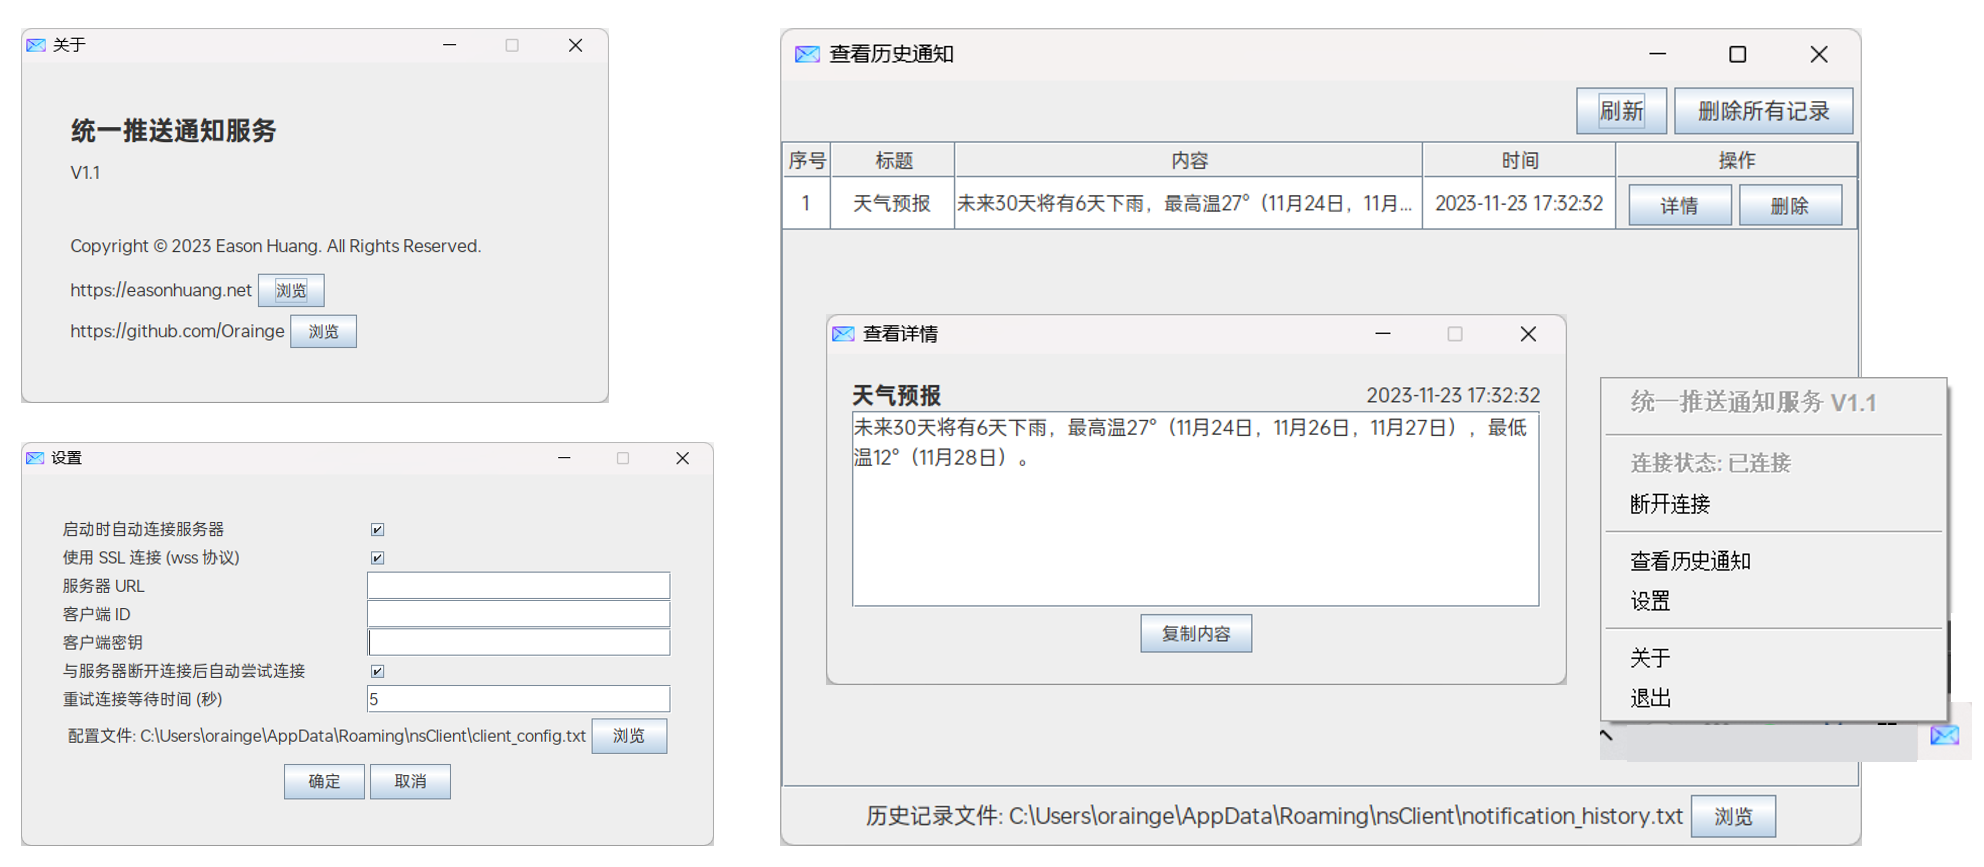 关于
统一推送通知服务
V1.1
Copyright © 2023 Eason Huang. All Rights Reserved.
https://easonhuang.net 浏览
https://github.com/Orainge 浏览
设置
启动时自动连接服务器
使用 SSL 连接 (wss 协议)
服务器 URL
客户端 ID
客户端密钥
与服务器断开连接后自动尝试连接
重试连接等待时间 (秒) 5
配置文件: C:\Users\orainge\AppData\Roaming\nsClient\client_config.txt 浏览
确定 取消
查看历史通知
刷新 删除所有记录
序号 标题 内容 时间 操作
1 天气预报 未来30天将有6天下雨，最高温27°（11月24日，11月... 2023-11-23 17:32:32 详情 删除
查看详情
天气预报 2023-11-23 17:32:32
未来30天将有6天下雨，最高温27°（11月24日，11月26日，11月27日），最低
温12°（11月28日）。
复制内容
历史记录文件: C:\Users\orainge\AppData\Roaming\nsClient\notification_history.txt 浏览
统一推送通知服务 V1.1
连接状态: 已连接
断开连接
查看历史通知
设置
关于
退出